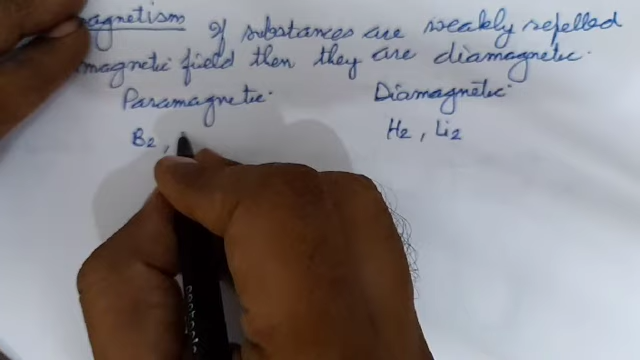 agnetism If substances are weakly repelled
magnetic field then they are diamagnetic.
Paramagnetic. Diamagnetic.
B2, H2, Li2